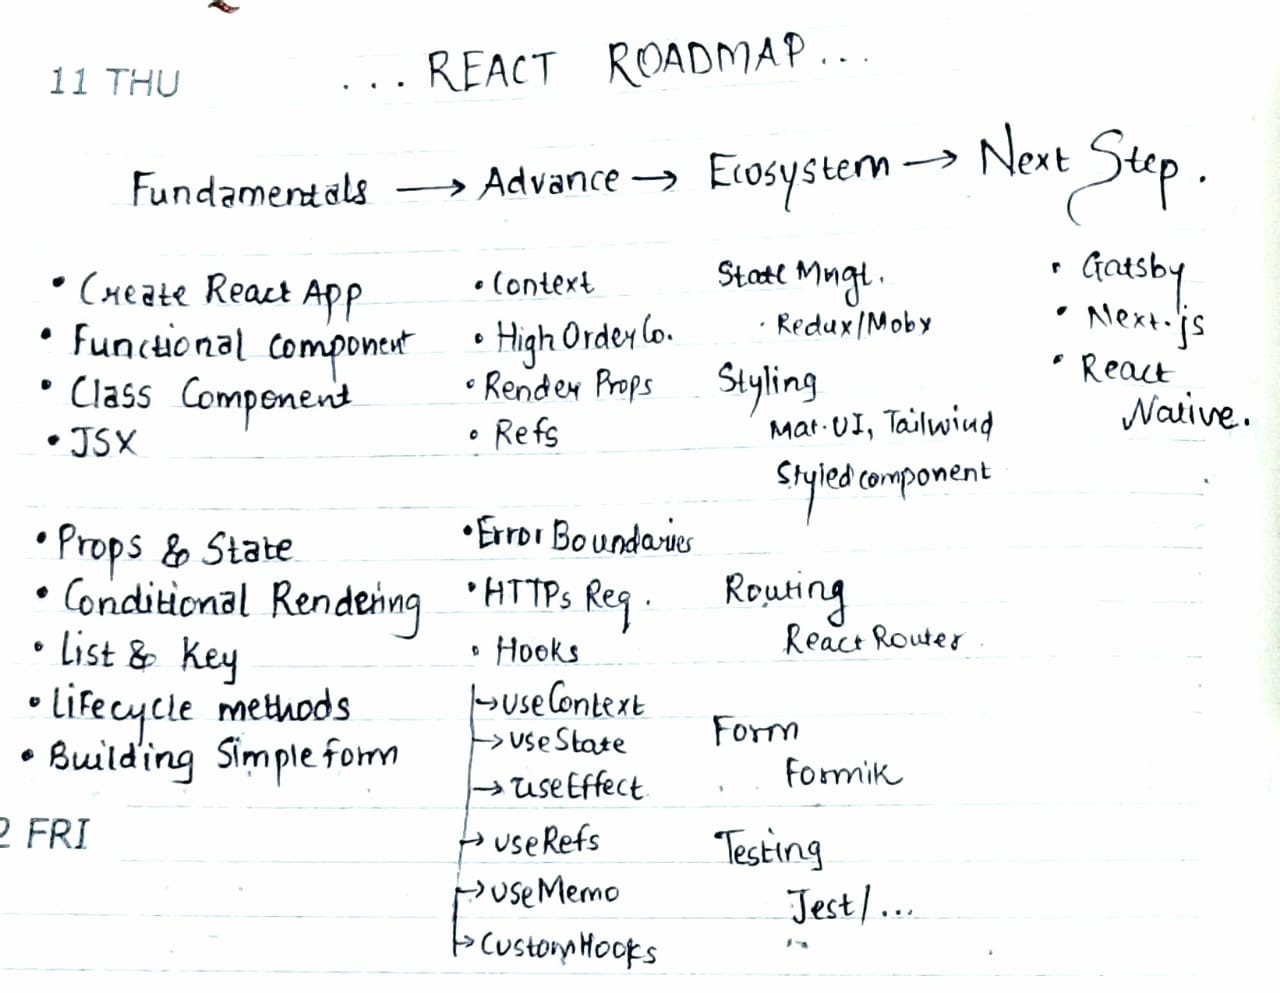 11 THU
... REACT ROADMAP...
Fundamentals → Advance → Ecosystem → Next Step.
• Create React App
• Functional component
• Class Component
• JSX
• Props & State
• Conditional Rendering
• List & Key
• Lifecycle methods
• Building Simple form
• Context
• High Order Co.
• Render Props
• Refs
• Error Boundaries
• HTTPs Req.
• Hooks
→ useContext
→ useState
→ useEffect
→ useRefs
→ useMemo
→ Custom Hooks
State Mngt.
· Redux/Moby
Styling
Mat.UI, Tailwind
Styled component
Routing
React Router
Form
Formik
Testing
Jest/...
• Gatsby
• Next.js
• React
Native.
2 FRI